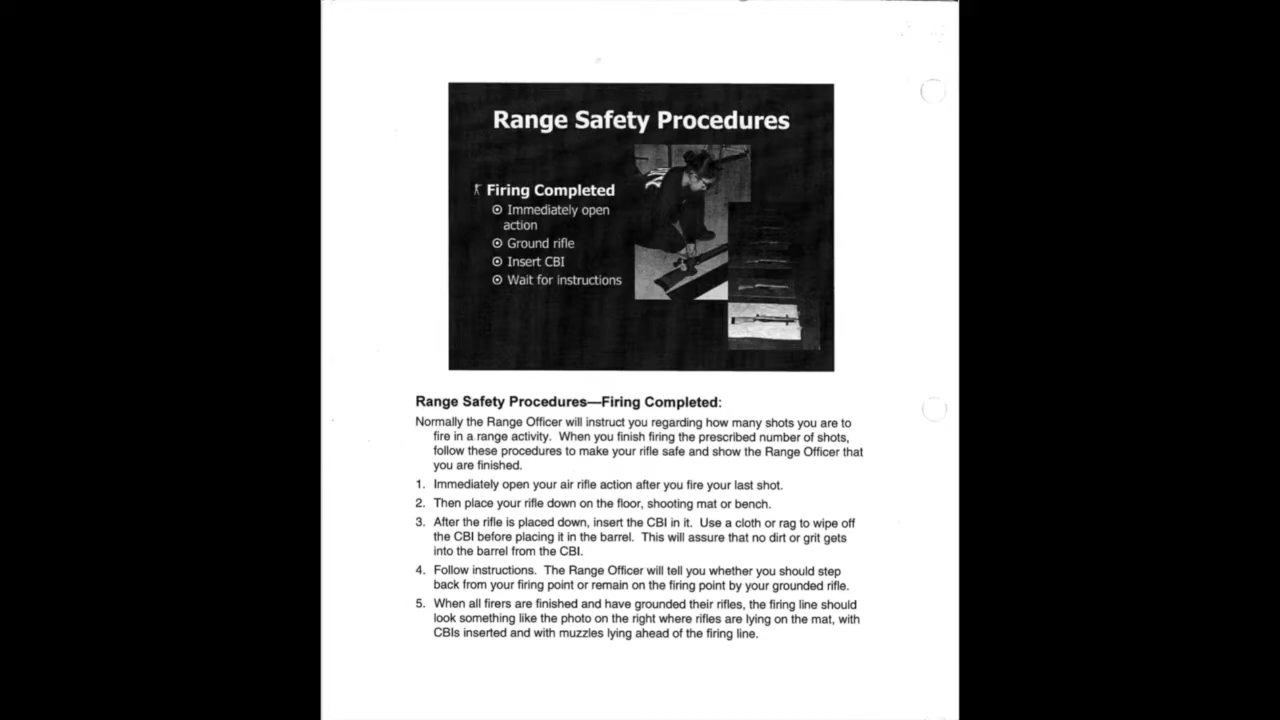 Range Safety Procedures
Firing Completed
Immediately open
action
Ground rifle
Insert CBI
Wait for instructions
Range Safety Procedures—Firing Completed:
Normally the Range Officer will instruct you regarding how many shots you are to
fire in a range activity. When you finish firing the prescribed number of shots,
follow these procedures to make your rifle safe and show the Range Officer that
you are finished.
1. Immediately open your air rifle action after you fire your last shot.
2. Then place your rifle down on the floor, shooting mat or bench.
3. After the rifle is placed down, insert the CBI in it. Use a cloth or rag to wipe off
the CBI before placing it in the barrel. This will assure that no dirt or grit gets
into the barrel from the CBI.
4. Follow instructions. The Range Officer will tell you whether you should step
back from your firing point or remain on the firing point by your grounded rifle.
5. When all firers are finished and have grounded their rifles, the firing line should
look something like the photo on the right where rifles are lying on the mat, with
CBIs inserted and with muzzles lying ahead of the firing line.